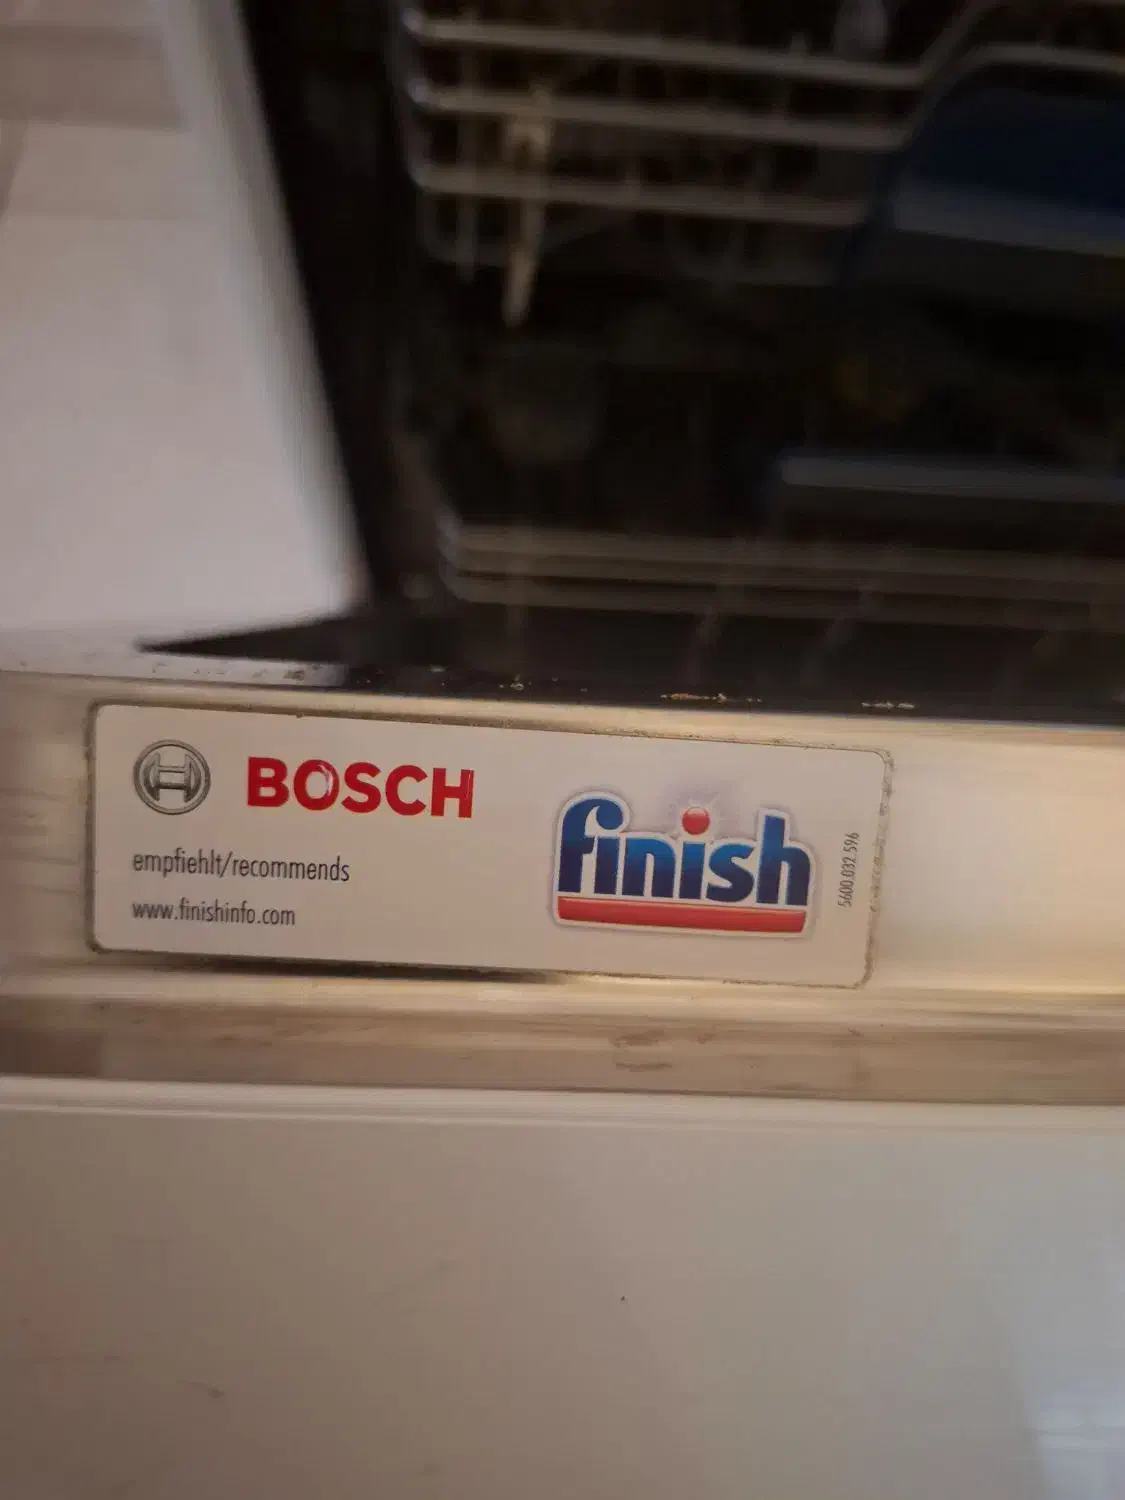 BOSCH
empfiehlt/recommends
www.finishinfo.com
finish
5600.032.596